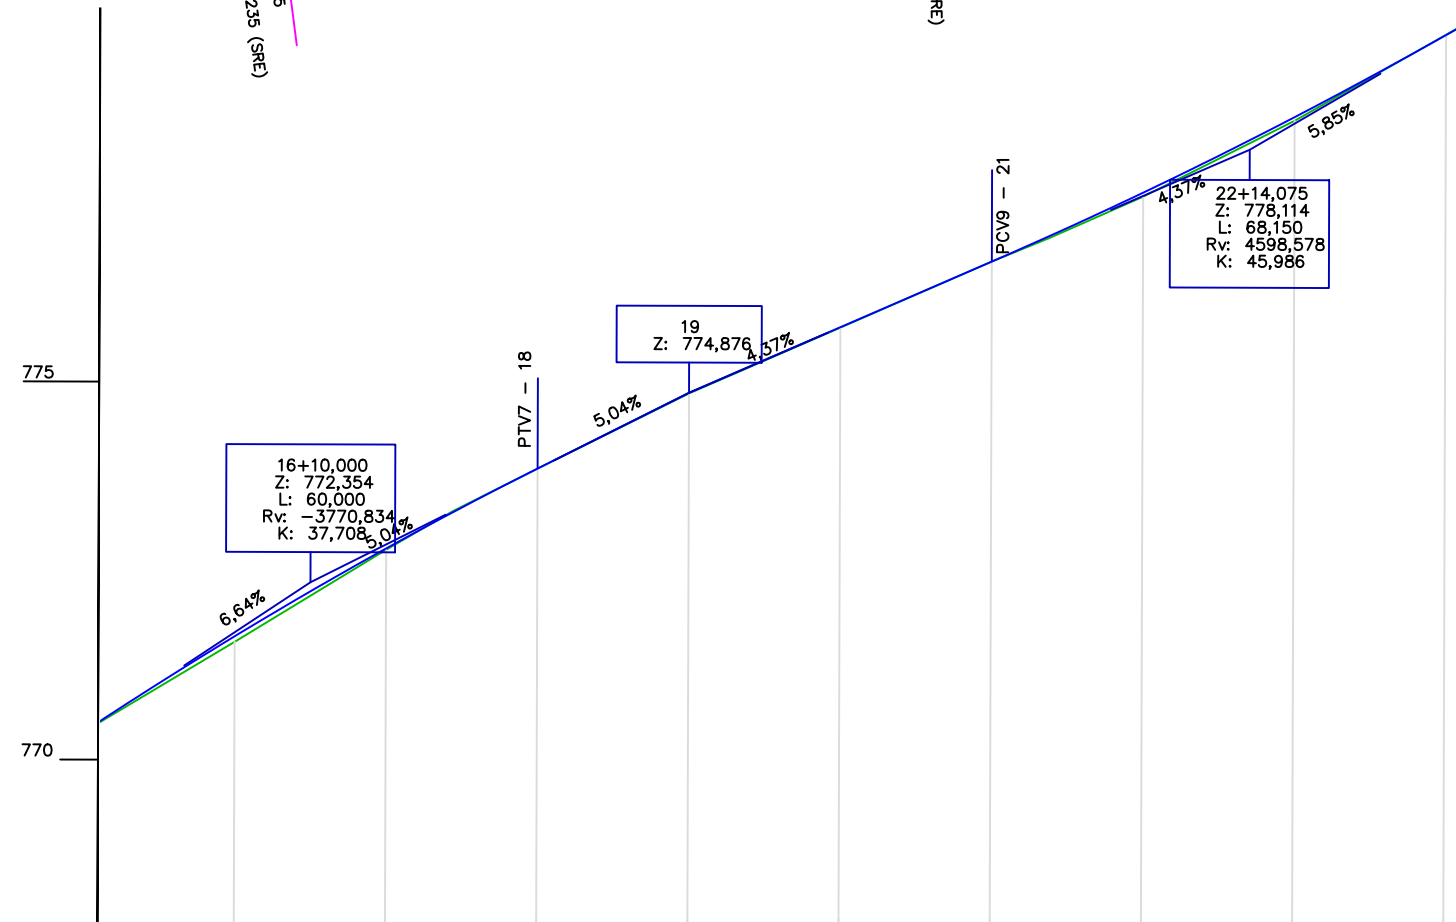 235 (SRE)
5
RE)
5,85%
PCV9 – 21
4,37%
22+14,075
Z: 778,114
L: 68,150
Rv: 4598,578
K: 45,986
19
Z: 774,876
4,37%
PTV7 – 18
775
5,04%
16+10,000
Z: 772,354
L: 60,000
Rv: –3770,834
K: 37,708
5,04%
6,64%
770